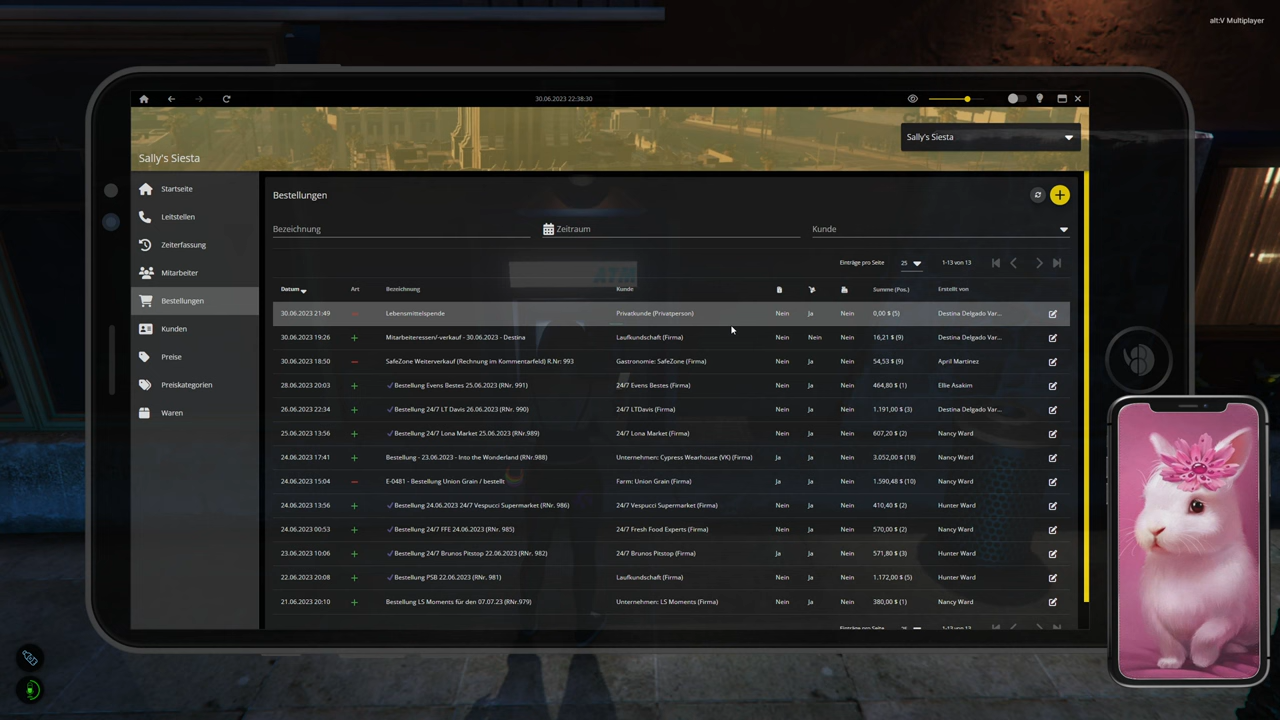 alt:V Multiplayer
30.06.2023 22:38:30
Sally's Siesta
Sally's Siesta
Startseite
Leitstellen
Zeiterfassung
Mitarbeiter
Bestellungen
Kunden
Preise
Preiskategorien
Waren
Bestellungen
Bezeichnung Zeitraum Kunde
Einträge pro Seite 25 1-13 von 13
ATM
Datum Art Bezeichnung Kunde Summe (Pos.) Erstellt von
30.06.2023 21:49 − Lebensmittelspende Privatkunde (Privatperson) Nein Ja Nein 0,00 $ (5) Destina Delgado Var...
30.06.2023 19:26 + Mitarbeiteressen/-verkauf - 30.06.2023 - Destina Laufkundschaft (Firma) Nein Nein Nein 16,21 $ (9) Destina Delgado Var...
30.06.2023 18:50 − SafeZone Weiterverkauf (Rechnung im Kommentarfeld) R.Nr: 993 Gastronomie: SafeZone (Firma) Nein Ja Nein 54,53 $ (9) April Martinez
28.06.2023 20:03 + ✓Bestellung Evens Bestes 25.06.2023 (RNr. 991) 24/7 Evens Bestes (Firma) Nein Ja Nein 464,80 $ (1) Ellie Asakim
26.06.2023 22:34 + ✓Bestellung 24/7 LT Davis 26.06.2023 (RNr. 990) 24/7 LTDavis (Firma) Nein Ja Nein 1.191,00 $ (3) Destina Delgado Var...
25.06.2023 13:56 + ✓Bestellung 24/7 Lona Market 25.06.2023 (RNr.989) 24/7 Lona Market (Firma) Nein Ja Nein 607,20 $ (2) Nancy Ward
24.06.2023 17:41 + Bestellung - 23.06.2023 - Into the Wonderland (RNr.988) Unternehmen: Cypress Wearhouse (VK) (Firma) Ja Ja Nein 3.052,00 $ (18) Nancy Ward
24.06.2023 15:04 − E-0481 - Bestellung Union Grain / bestellt Farm: Union Grain (Firma) Ja Ja Nein 1.590,48 $ (10) Nancy Ward
24.06.2023 13:56 + ✓Bestellung 24.06.2023 24/7 Vespucci Supermarket (RNr. 986) 24/7 Vespucci Supermarket (Firma) Nein Ja Nein 410,40 $ (2) Hunter Ward
24.06.2023 00:53 + ✓Bestellung 24/7 FFE 24.06.2023 (RNr. 985) 24/7 Fresh Food Experts (Firma) Nein Ja Nein 570,00 $ (2) Nancy Ward
23.06.2023 10:06 + ✓Bestellung 24/7 Brunos Pitstop 22.06.2023 (RNr. 982) 24/7 Brunos Pitstop (Firma) Ja Ja Nein 571,80 $ (3) Hunter Ward
22.06.2023 20:08 + ✓Bestellung PSB 22.06.2023 (RNr. 981) Laufkundschaft (Firma) Nein Ja Nein 1.172,00 $ (5) Hunter Ward
21.06.2023 20:10 + Bestellung LS Moments für den 07.07.23 (RNr.979) Unternehmen: LS Moments (Firma) Nein Ja Nein 380,00 $ (1) Nancy Ward
Einträge pro Seite 25 1-13 von 13